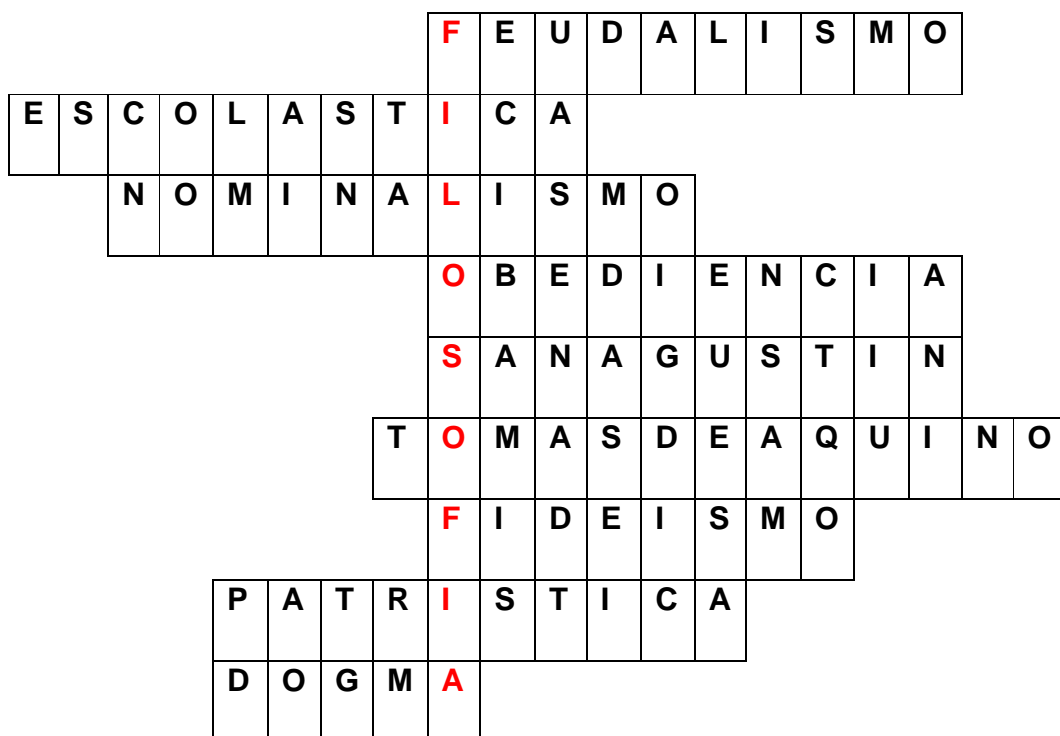 FEUDALISMO
ESCOLASTICA
NOMINALISMO
OBEDIENCIA
SANAGUSTIN
TOMASDEAQUINO
FIDEISMO
PATRISTICA
DOGMA